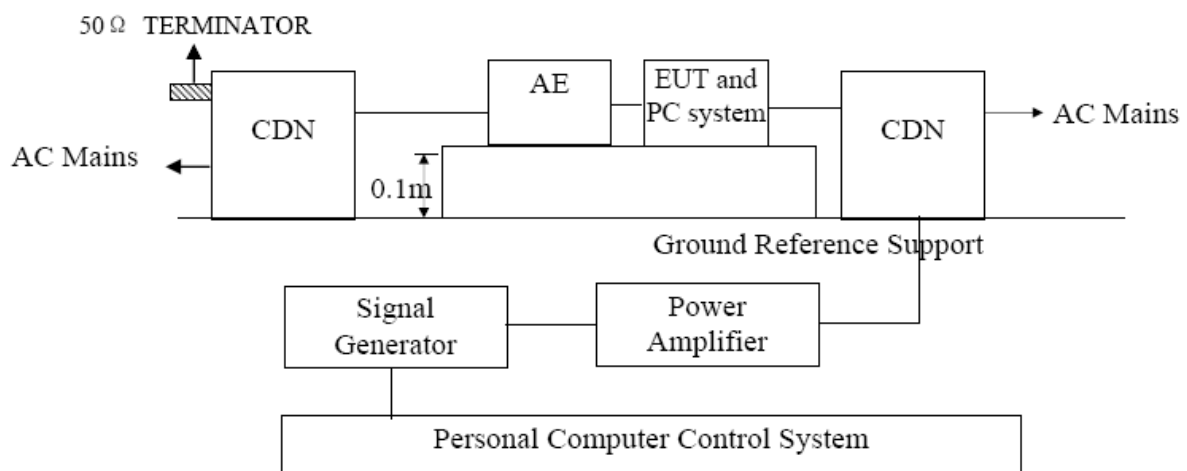 50Ω TERMINATOR
AE
EUT and
PC system
CDN
CDN
AC Mains
AC Mains
0.1m
Ground Reference Support
Signal
Generator
Power
Amplifier
Personal Computer Control System